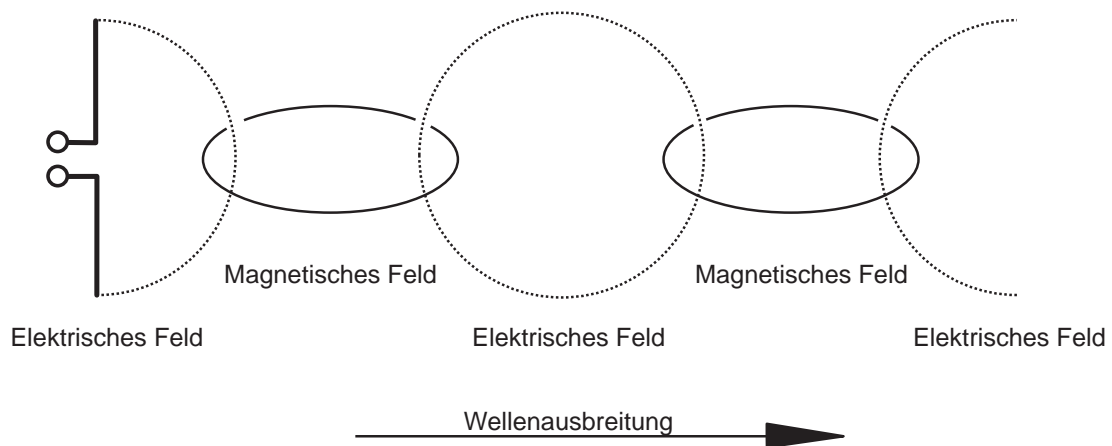 Magnetisches Feld
Magnetisches Feld
Elektrisches Feld
Elektrisches Feld
Elektrisches Feld
Wellenausbreitung